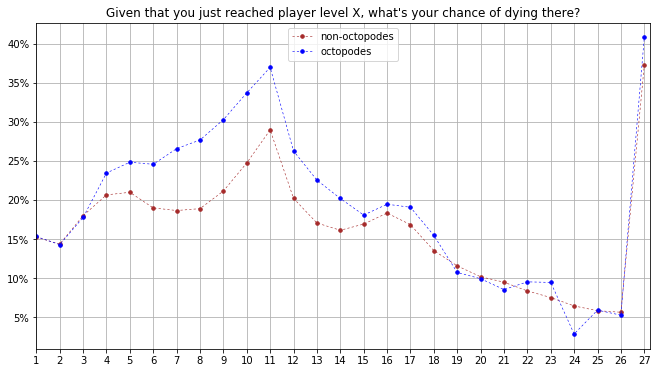 Given that you just reached player level X, what's your chance of dying there?
non-octopodes
octopodes
40%
35%
30%
25%
20%
15%
10%
5%
1 2 3 4 5 6 7 8 9 10 11 12 13 14 15 16 17 18 19 20 21 22 23 24 25 26 27